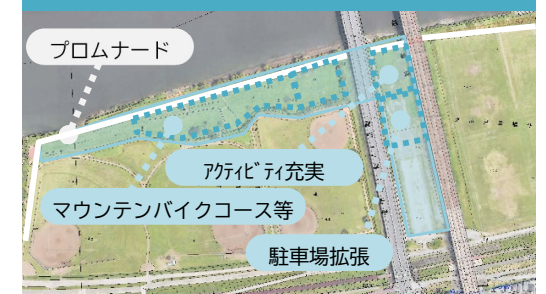 プロムナード
アクティビティ充実
マウンテンバイクコース等
駐車場拡張